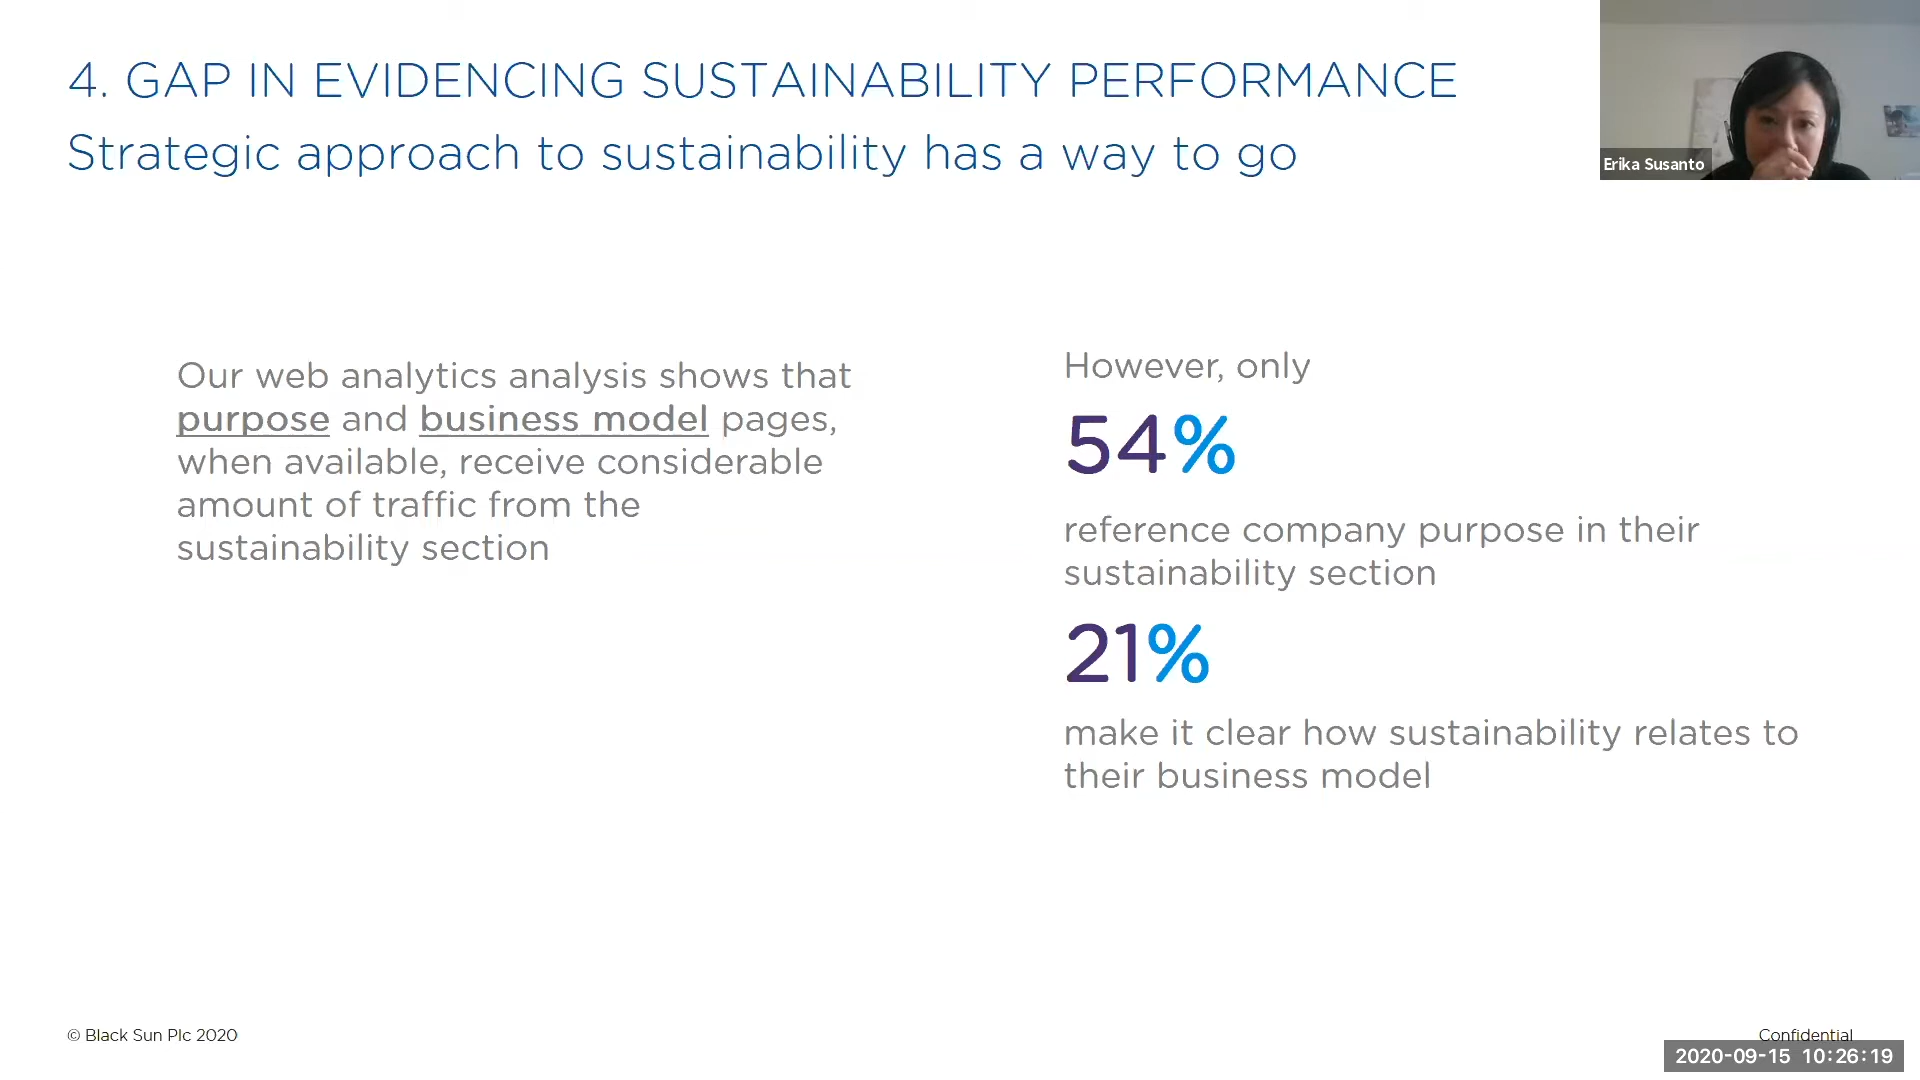 4. GAP IN EVIDENCING SUSTAINABILITY PERFORMANCE
Strategic approach to sustainability has a way to go
Erika Susanto
Our web analytics analysis shows that
purpose and business model pages,
when available, receive considerable
amount of traffic from the
sustainability section
However, only
54%
reference company purpose in their
sustainability section
21%
make it clear how sustainability relates to
their business model
© Black Sun Plc 2020
Confidential
2020-09-15 10:26:19